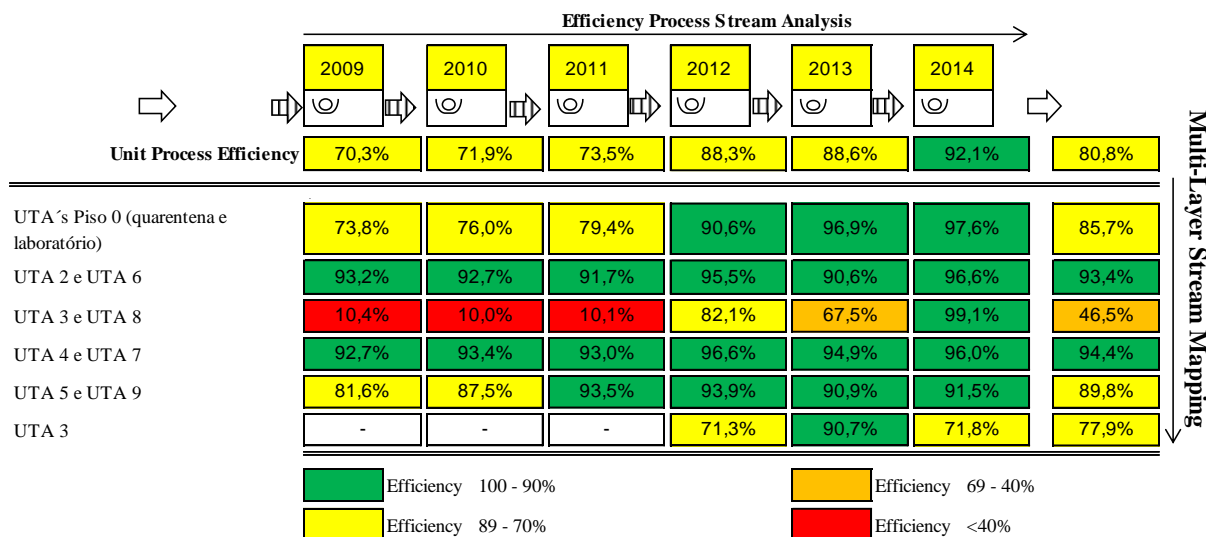 Efficiency Process Stream Analysis
2009 2010 2011 2012 2013 2014
Unit Process Efficiency 70,3% 71,9% 73,5% 88,3% 88,6% 92,1% 80,8%
UTA´s Piso 0 (quarentena e
laboratório) 73,8% 76,0% 79,4% 90,6% 96,9% 97,6% 85,7%
UTA 2 e UTA 6 93,2% 92,7% 91,7% 95,5% 90,6% 96,6% 93,4%
UTA 3 e UTA 8 10,4% 10,0% 10,1% 82,1% 67,5% 99,1% 46,5%
UTA 4 e UTA 7 92,7% 93,4% 93,0% 96,6% 94,9% 96,0% 94,4%
UTA 5 e UTA 9 81,6% 87,5% 93,5% 93,9% 90,9% 91,5% 89,8%
UTA 3 - - - 71,3% 90,7% 71,8% 77,9%
Multi-Layer Stream Mapping
Efficiency 100 - 90% Efficiency 69 - 40%
Efficiency 89 - 70% Efficiency <40%